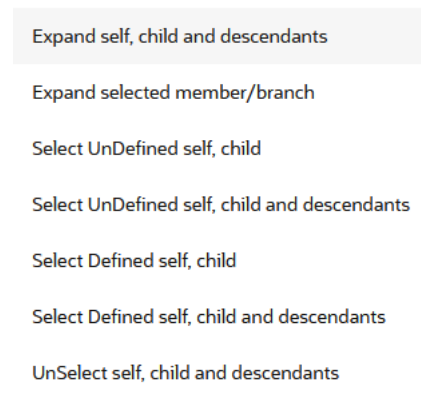 Expand self, child and descendants
Expand selected member/branch
Select UnDefined self, child
Select UnDefined self, child and descendants
Select Defined self, child
Select Defined self, child and descendants
UnSelect self, child and descendants